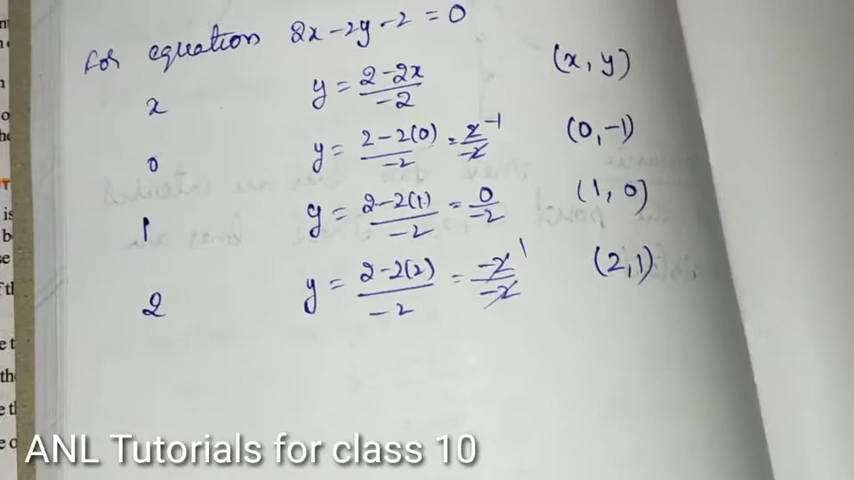 For equation 2x-2y-2=0
x y = 2-2x/-2 (x, y)
0 y = 2-2(0)/-2 = 2/-2 -1 (0, -1)
1 y = 2-2(1)/-2 = 0/-2 (1, 0)
2 y = 2-2(2)/-2 = -2/-2 1 (2,1)
ANL Tutorials for class 10